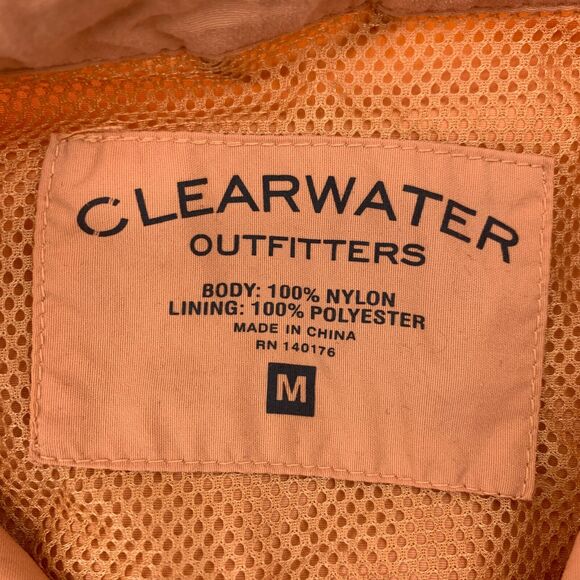 CLEARWATER
OUTFITTERS
BODY: 100% NYLON
LINING: 100% POLYESTER
MADE IN CHINA
RN 140176
M